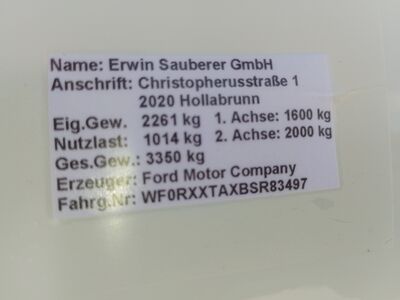 Name: Erwin Sauberer GmbH
Anschrift: Christopherusstraße 1
2020 Hollabrunn
Eig.Gew. 2261 kg 1. Achse: 1600 kg
Nutzlast: 1014 kg 2. Achse: 2000 kg
Ges.Gew.: 3350 kg
Erzeuger: Ford Motor Company
Fahrg.Nr: WF0RXXTAXBSR83497